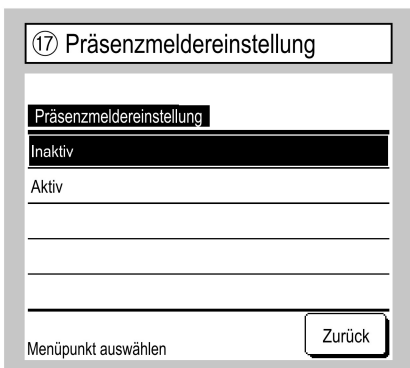 ⑰ Präsenzmeldereinstellung
Präsenzmeldereinstellung
Inaktiv
Aktiv
Zurück
Menüpunkt auswählen